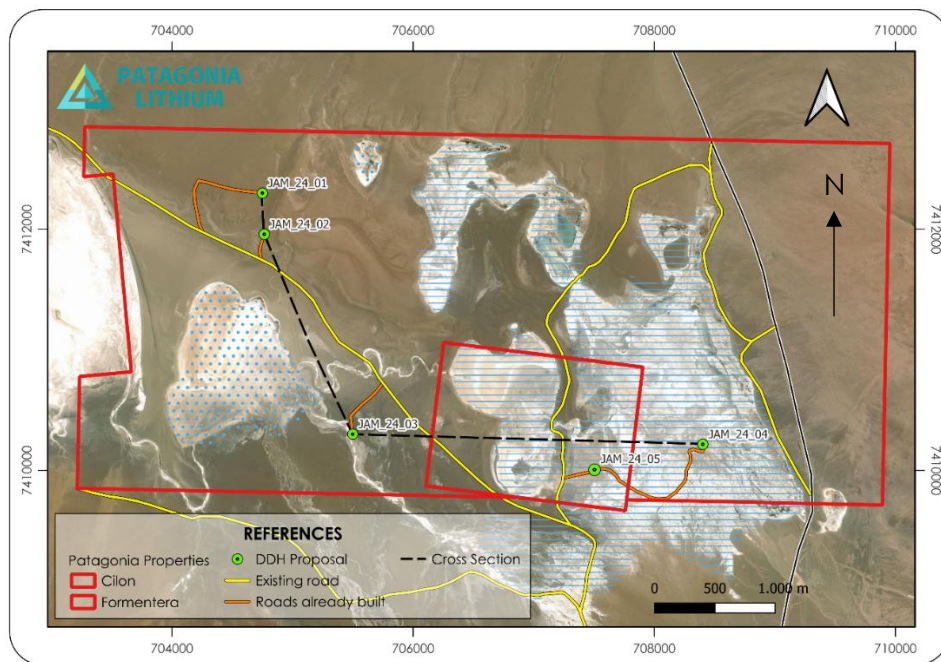 704000
706000
708000
710000
PATAGONIA
LITHIUM
N
JAM_24_01
JAM_24_02
JAM_24_03
JAM_24_04
JAM_24_05
7412000
7412000
7410000
7410000
REFERENCES
Patagonia Properties
Cilon
Formentera
DDH Proposal
Existing road
Roads already built
Cross Section
0 500 1.000 m
704000
706000
708000
710000